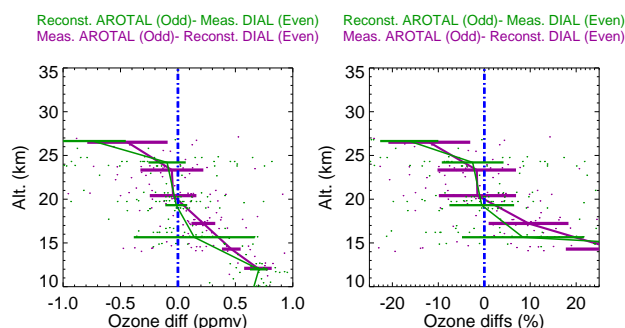 Reconst. AROTAL (Odd)- Meas. DIAL (Even)
Meas. AROTAL (Odd)- Reconst. DIAL (Even)
Reconst. AROTAL (Odd)- Meas. DIAL (Even)
Meas. AROTAL (Odd)- Reconst. DIAL (Even)
35
30
25
20
15
10
Alt. (km)
-1.0 -0.5 0.0 0.5 1.0
Ozone diff (ppmv)
35
30
25
20
15
10
Alt. (km)
-20 -10 0 10 20
Ozone diffs (%)